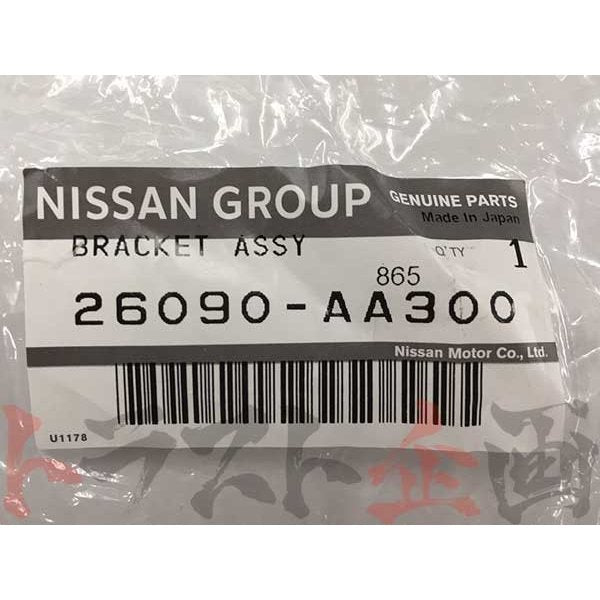 NISSAN GROUP GENUINE PARTS
Made In Japan
BRACKET ASSY Q'TY 1
865
26090-AA300
Nissan Motor Co., Ltd.
U1178
トラスト企画